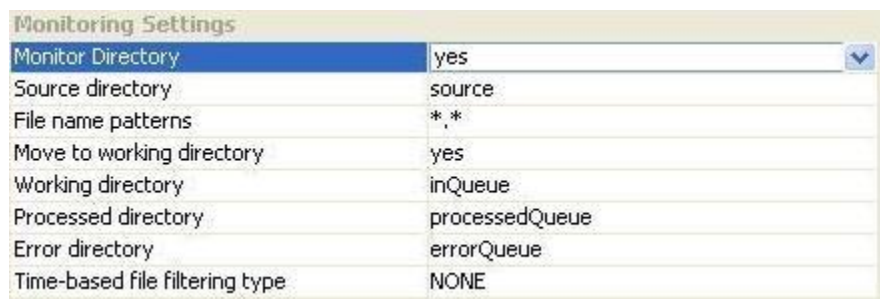 Monitoring Settings
Monitor Directory yes
Source directory source
File name patterns *.*
Move to working directory yes
Working directory inQueue
Processed directory processedQueue
Error directory errorQueue
Time-based file filtering type NONE